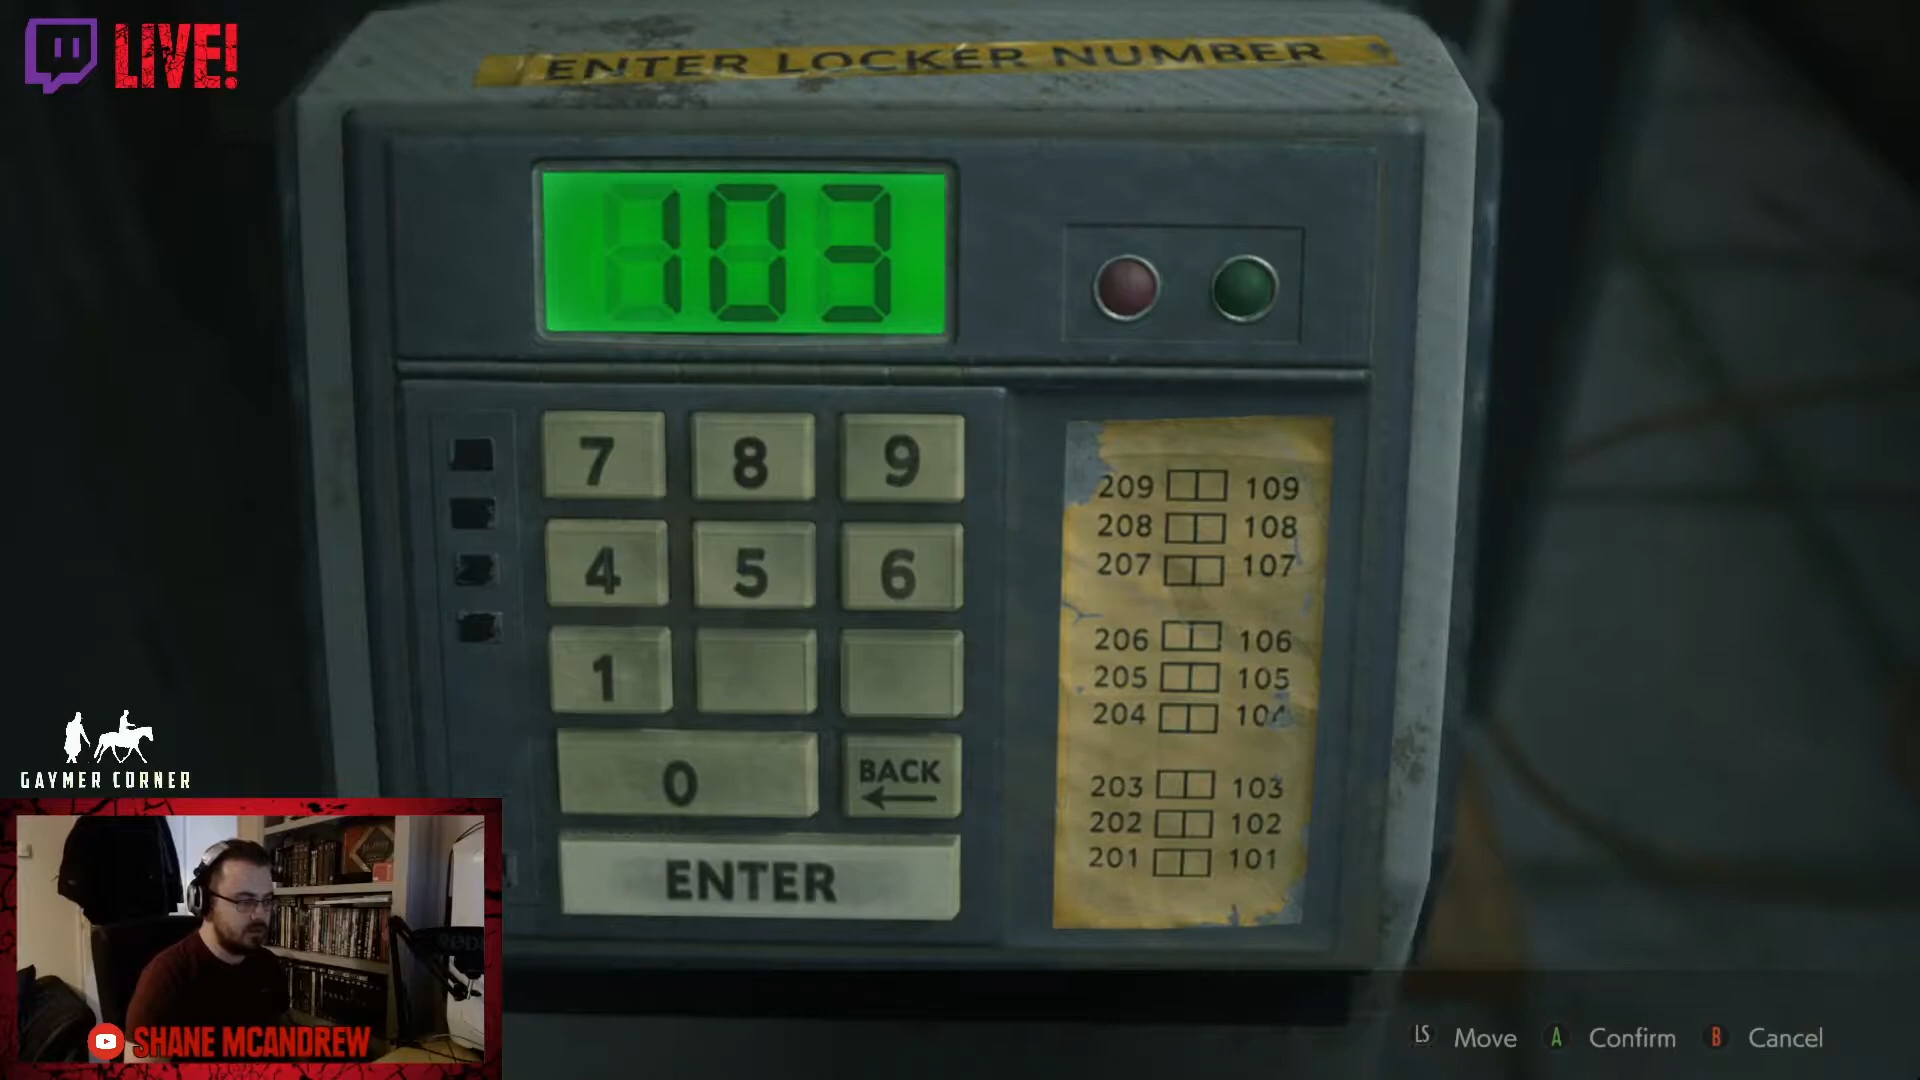 LIVE!
ENTER LOCKER NUMBER
103
7 8 9
4 5 6
1
0 BACK
ENTER
209 109
208 108
207 107
206 106
205 105
204 104
203 103
202 102
201 101
GAYMER CORNER
SHANE MCANDREW
LS Move A Confirm B Cancel